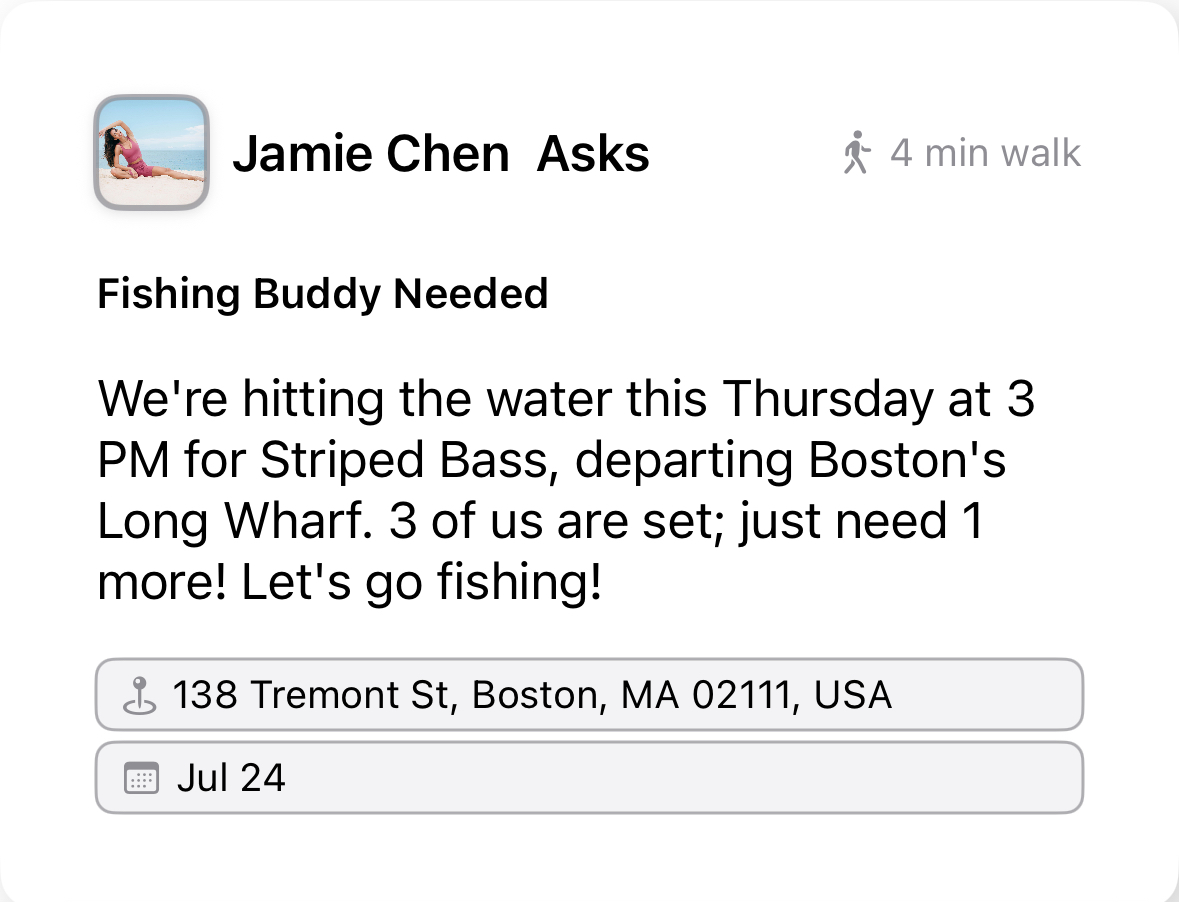 Jamie Chen  Asks
4 min walk
Fishing Buddy Needed
We're hitting the water this Thursday at 3
PM for Striped Bass, departing Boston's
Long Wharf. 3 of us are set; just need 1
more! Let's go fishing!
138 Tremont St, Boston, MA 02111, USA
Jul 24